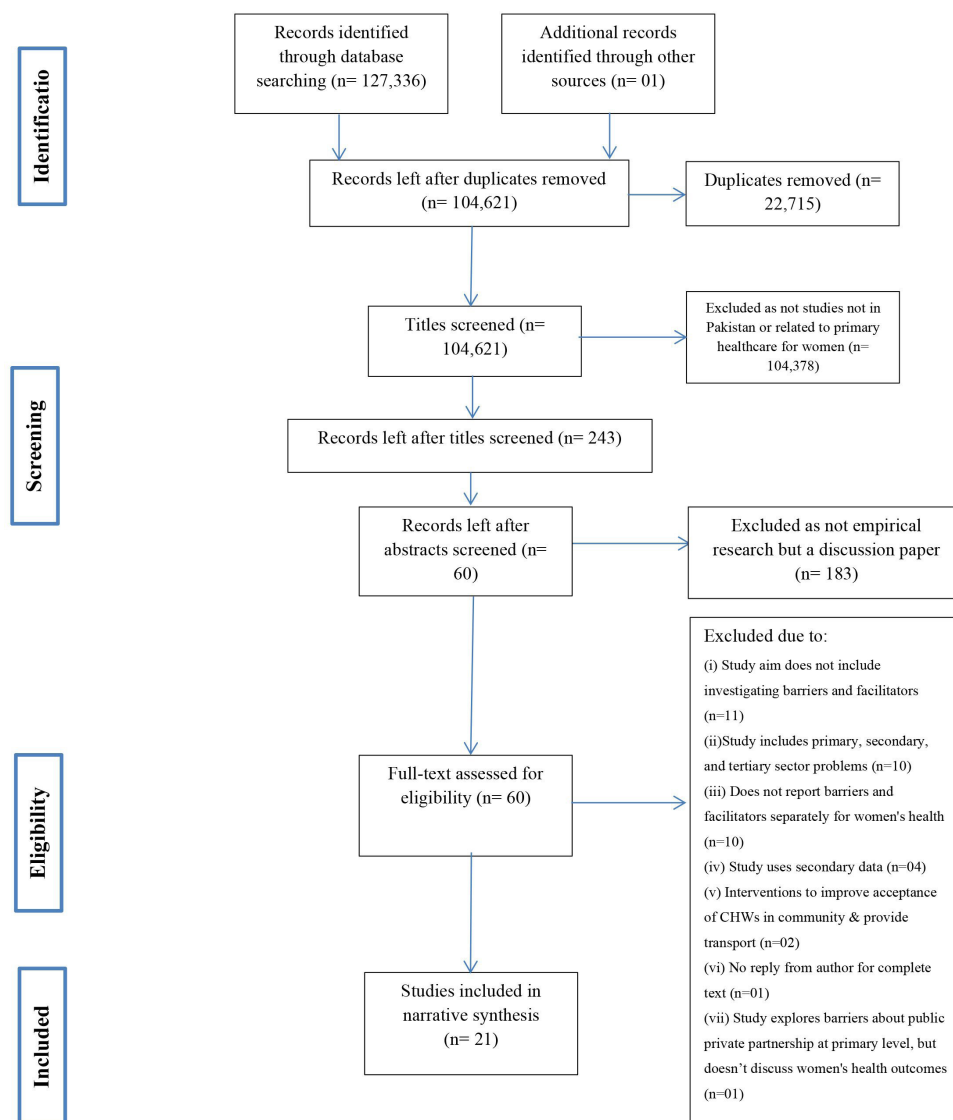 Identificatio
Records identified
through database
searching (n= 127,336)
Additional records
identified through other
sources (n= 01)
Records left after duplicates removed
(n= 104,621)
Duplicates removed (n=
22,715)
Screening
Titles screened (n=
104,621)
Excluded as not studies not in
Pakistan or related to primary
healthcare for women (n=
104,378)
Records left after titles screened (n= 243)
Records left after
abstracts screened (n=
60)
Excluded as not empirical
research but a discussion paper
(n= 183)
Eligibility
Full-text assessed for
eligibility (n= 60)
Excluded due to:
(i) Study aim does not include
investigating barriers and facilitators
(n=11)
(ii)Study includes primary, secondary,
and tertiary sector problems (n=10)
(iii) Does not report barriers and
facilitators separately for women's health
(n=10)
(iv) Study uses secondary data (n=04)
(v) Interventions to improve acceptance
of CHWs in community & provide
transport (n=02)
(vi) No reply from author for complete
text (n=01)
(vii) Study explores barriers about public
private partnership at primary level, but
doesn’t discuss women's health outcomes
(n=01)
Included
Studies included in
narrative synthesis
(n= 21)